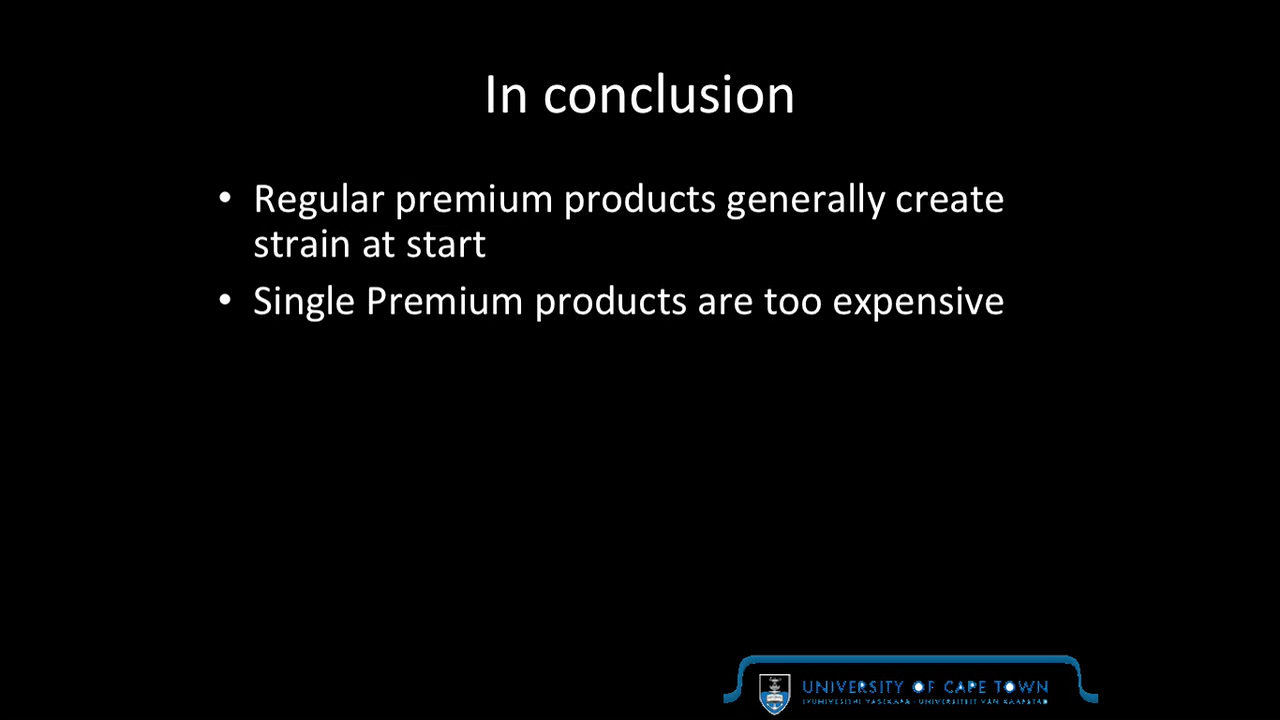 In conclusion
• Regular premium products generally create
strain at start
• Single Premium products are too expensive
UNIVERSITY OF CAPE TOWN